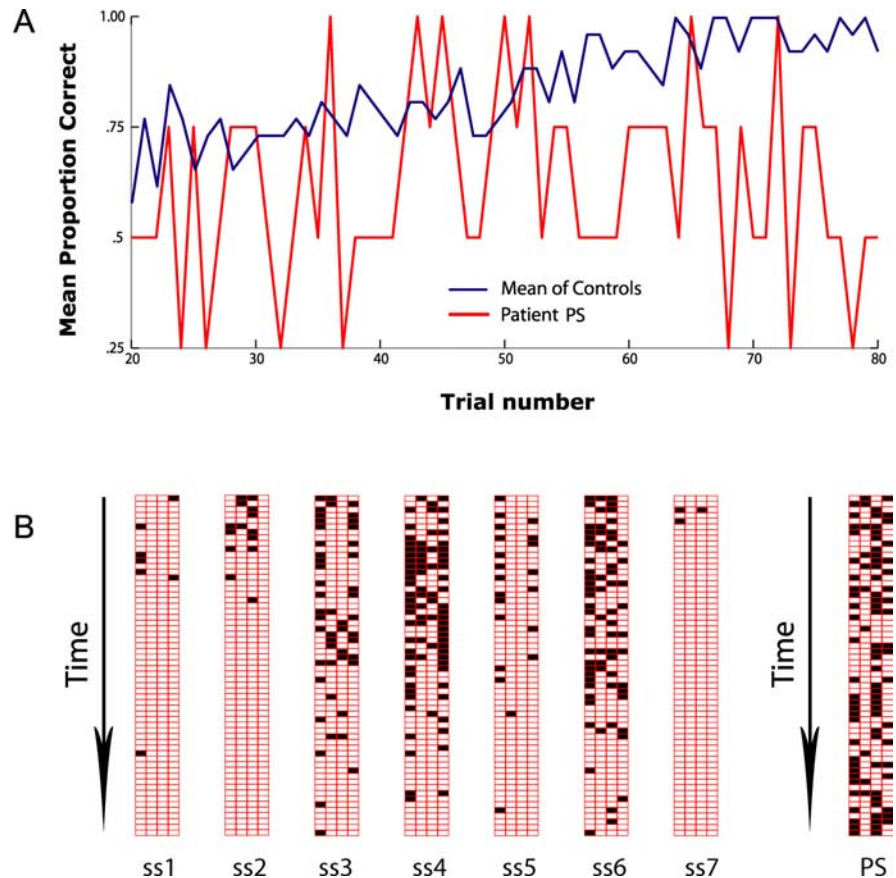 A
Mean Proportion Correct
1.00
.75
.5
.25
20 30 40 50 60 70 80
Mean of Controls
Patient PS
Trial number
B
Time
Time
ss1 ss2 ss3 ss4 ss5 ss6 ss7 PS